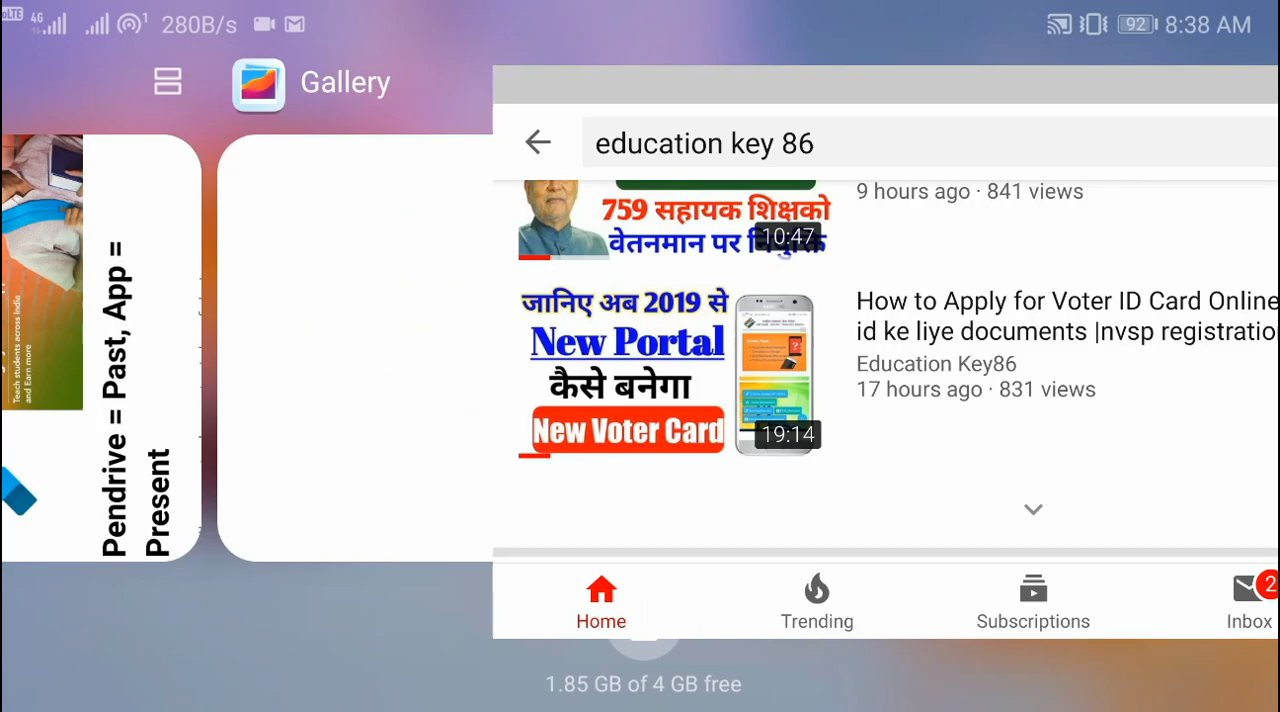 VoLTE
4G
1
280B/s
92
8:38 AM
Gallery
education key 86
9 hours ago · 841 views
759 सहायक शिक्षको
वेतनमान पर नियुक्ति
10:47
जानिए अब 2019 से
New Portal
कैसे बनेगा
New Voter Card
19:14
How to Apply for Voter ID Card Online
id ke liye documents |nvsp registratio
Education Key86
17 hours ago · 831 views
Teach students across India
and Earn more
Pendrive = Past, App =
Present
Home
Trending
Subscriptions
Inbox
2
1.85 GB of 4 GB free